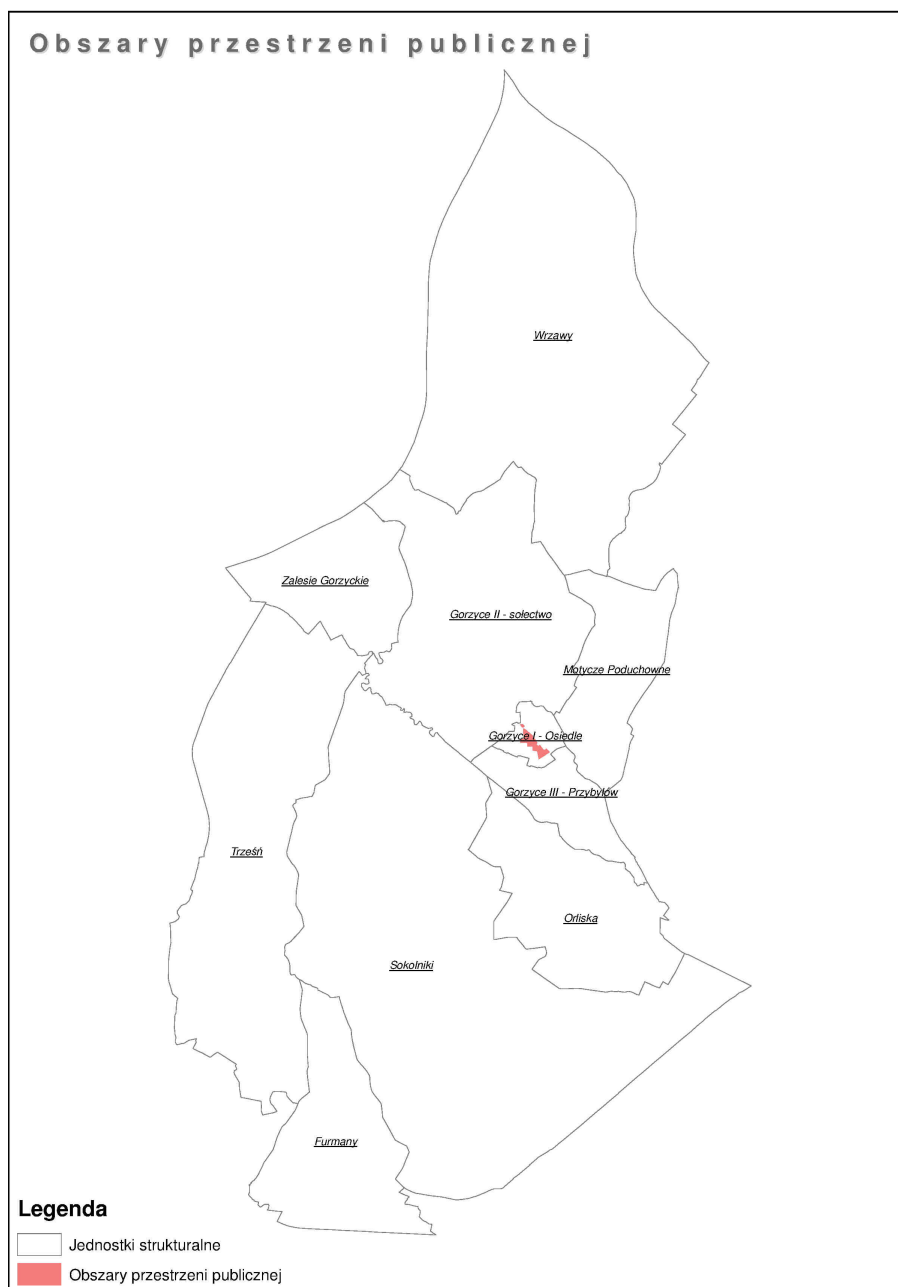 Obszary przestrzeni publicznej
Wrzawy
Zalesie Gorzyckie
Gorzyce II - sołectwo
Motycze Poduchowne
Gorzyce I - Osiedle
Gorzyce III - Przybyłów
Trześń
Orliska
Sokolniki
Furmany
Legenda
Jednostki strukturalne
Obszary przestrzeni publicznej